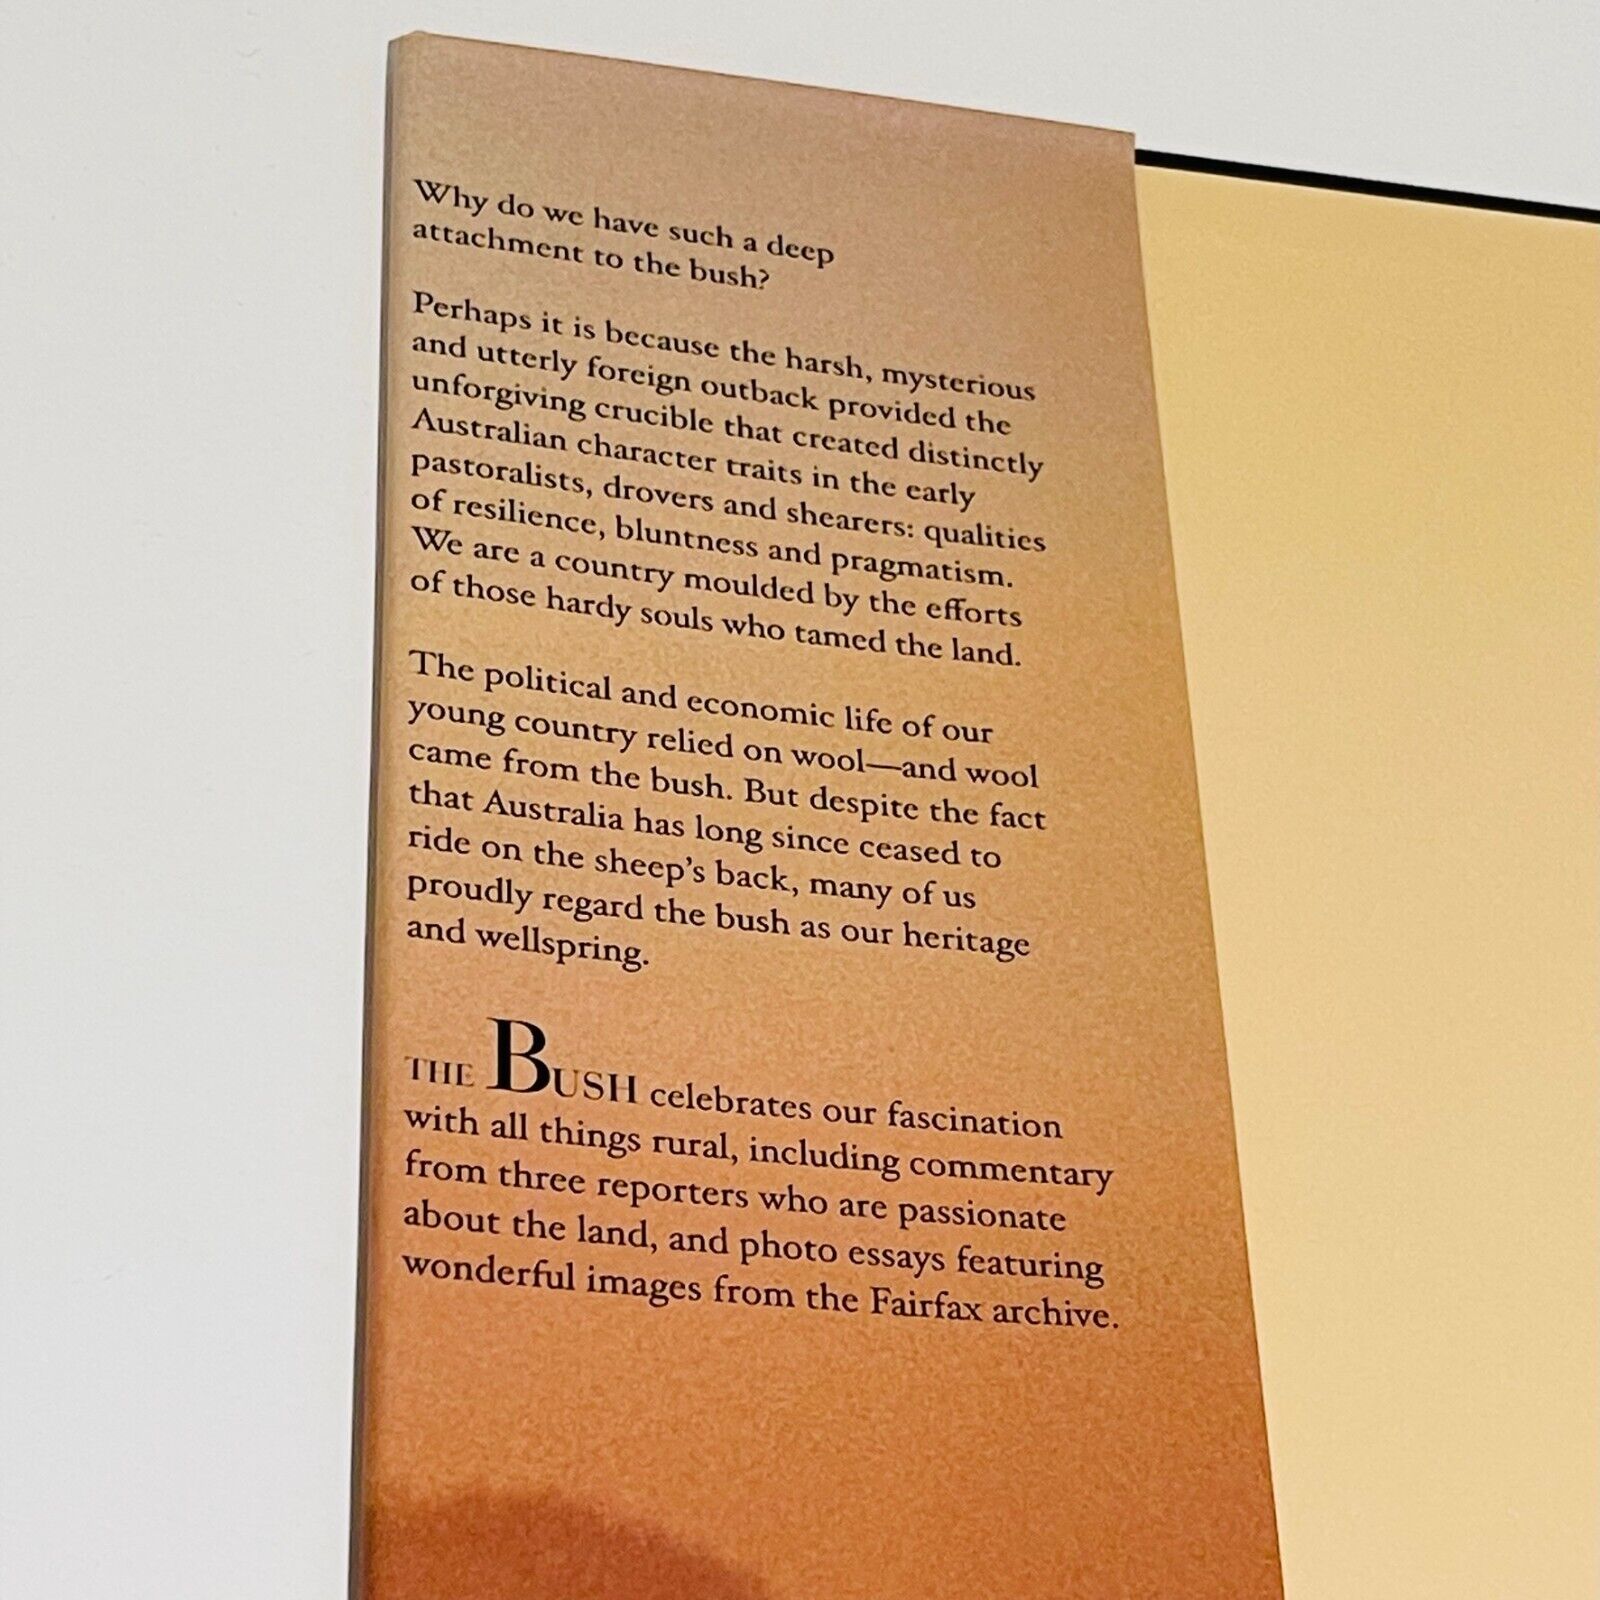 Why do we have such a deep
attachment to the bush?
Perhaps it is because the harsh, mysterious
and utterly foreign outback provided the
unforgiving crucible that created distinctly
Australian character traits in the early
pastoralists, drovers and shearers: qualities
of resilience, bluntness and pragmatism.
We are a country moulded by the efforts
of those hardy souls who tamed the land.
The political and economic life of our
young country relied on wool—and wool
came from the bush. But despite the fact
that Australia has long since ceased to
ride on the sheep's back, many of us
proudly regard the bush as our heritage
and wellspring.
THE BUSH celebrates our fascination
with all things rural, including commentary
from three reporters who are passionate
about the land, and photo essays featuring
wonderful images from the Fairfax archive.